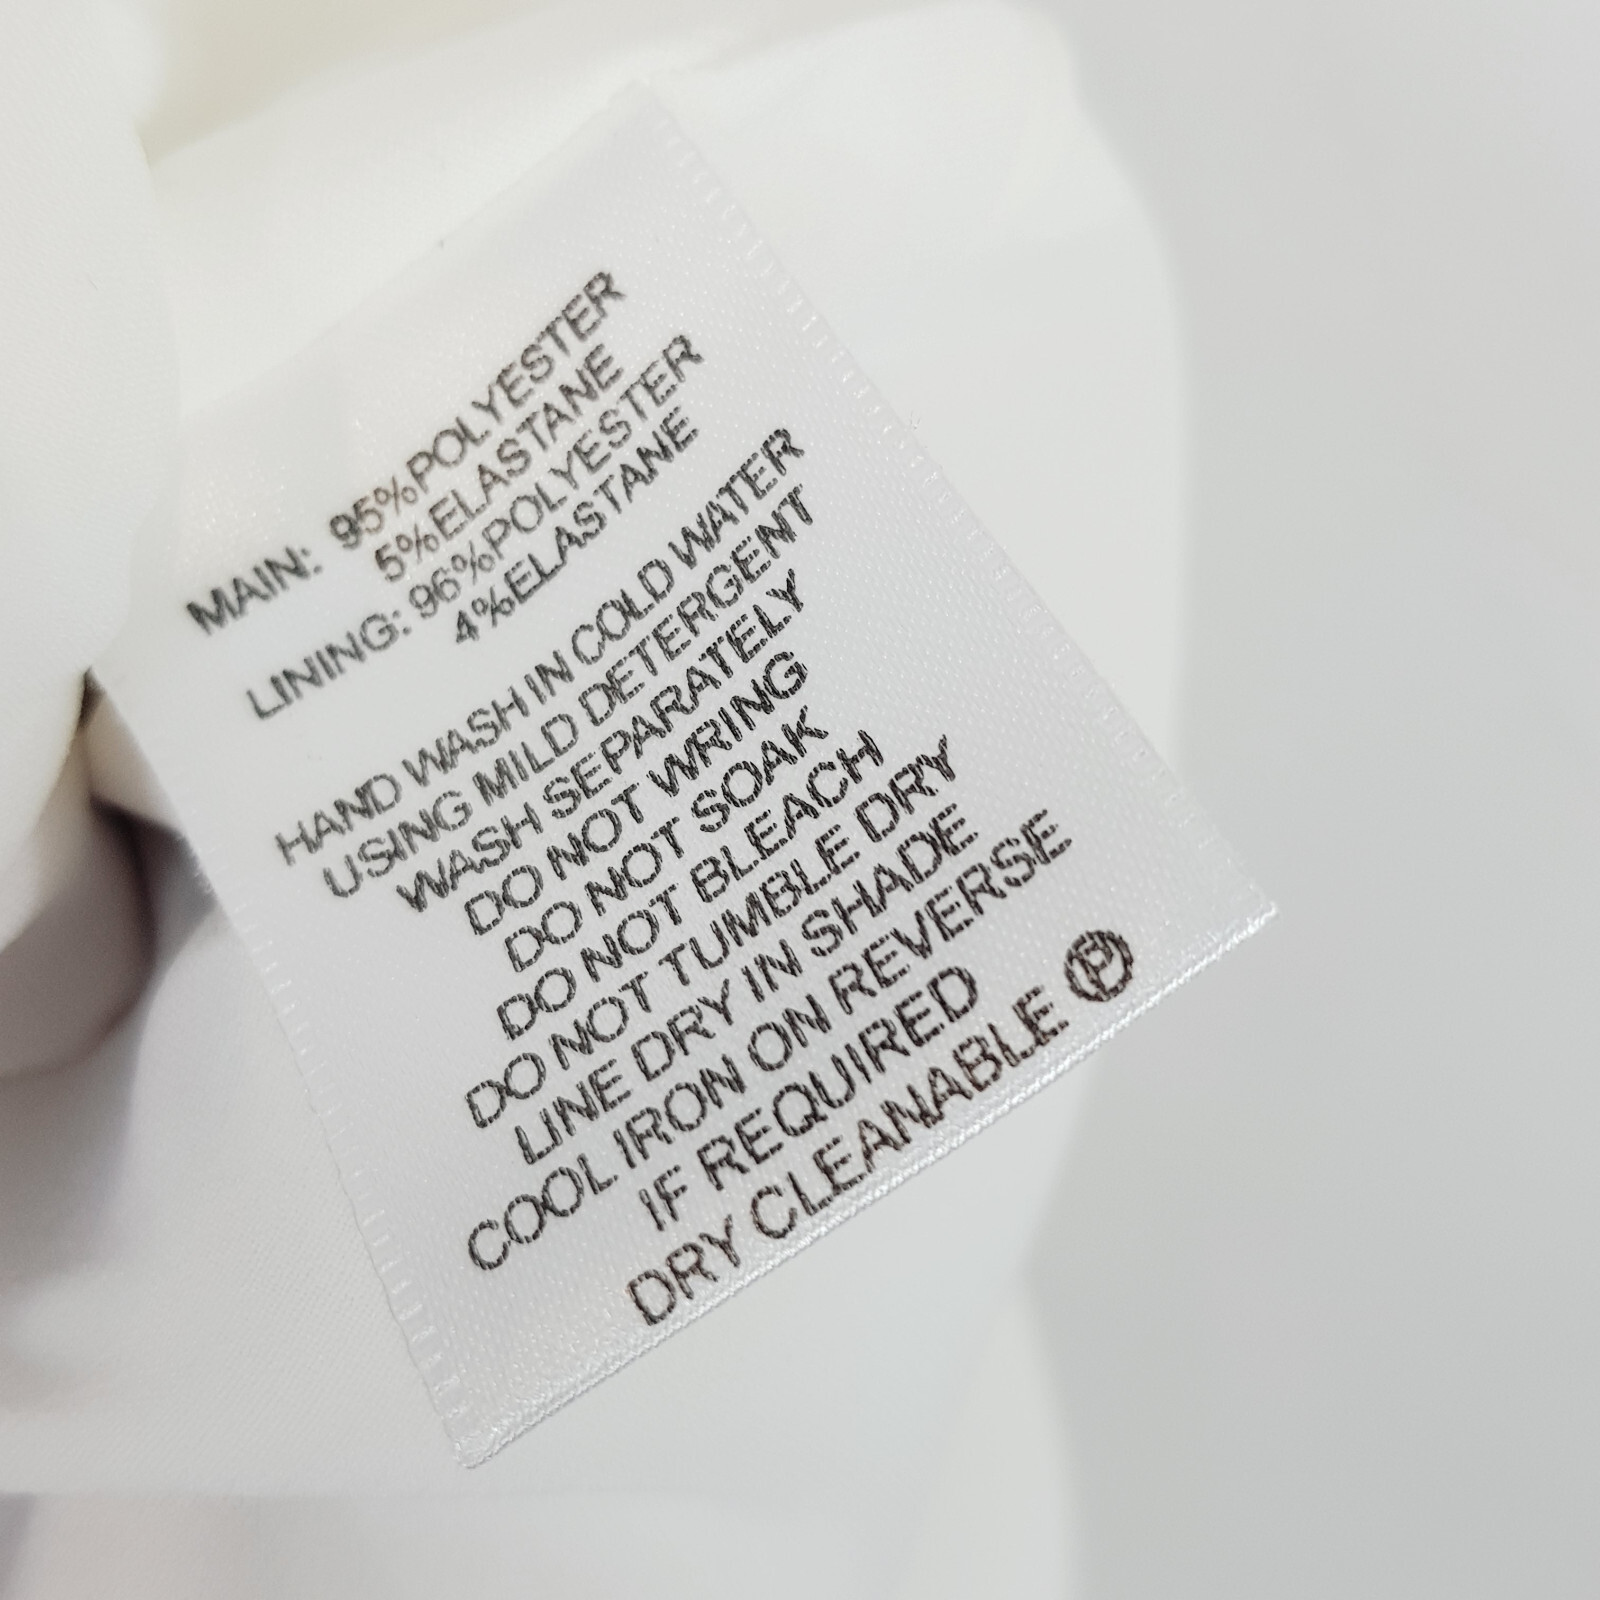 MAIN: 95%POLYESTER
5%ELASTANE
LINING: 96%POLYESTER
4%ELASTANE
HAND WASH IN COLD WATER
USING MILD DETERGENT
WASH SEPARATELY
DO NOT WRING
DO NOT SOAK
DO NOT BLEACH
DO NOT TUMBLE DRY
LINE DRY IN SHADE
COOL IRON ON REVERSE
IF REQUIRED
DRY CLEANABLE Ⓟ